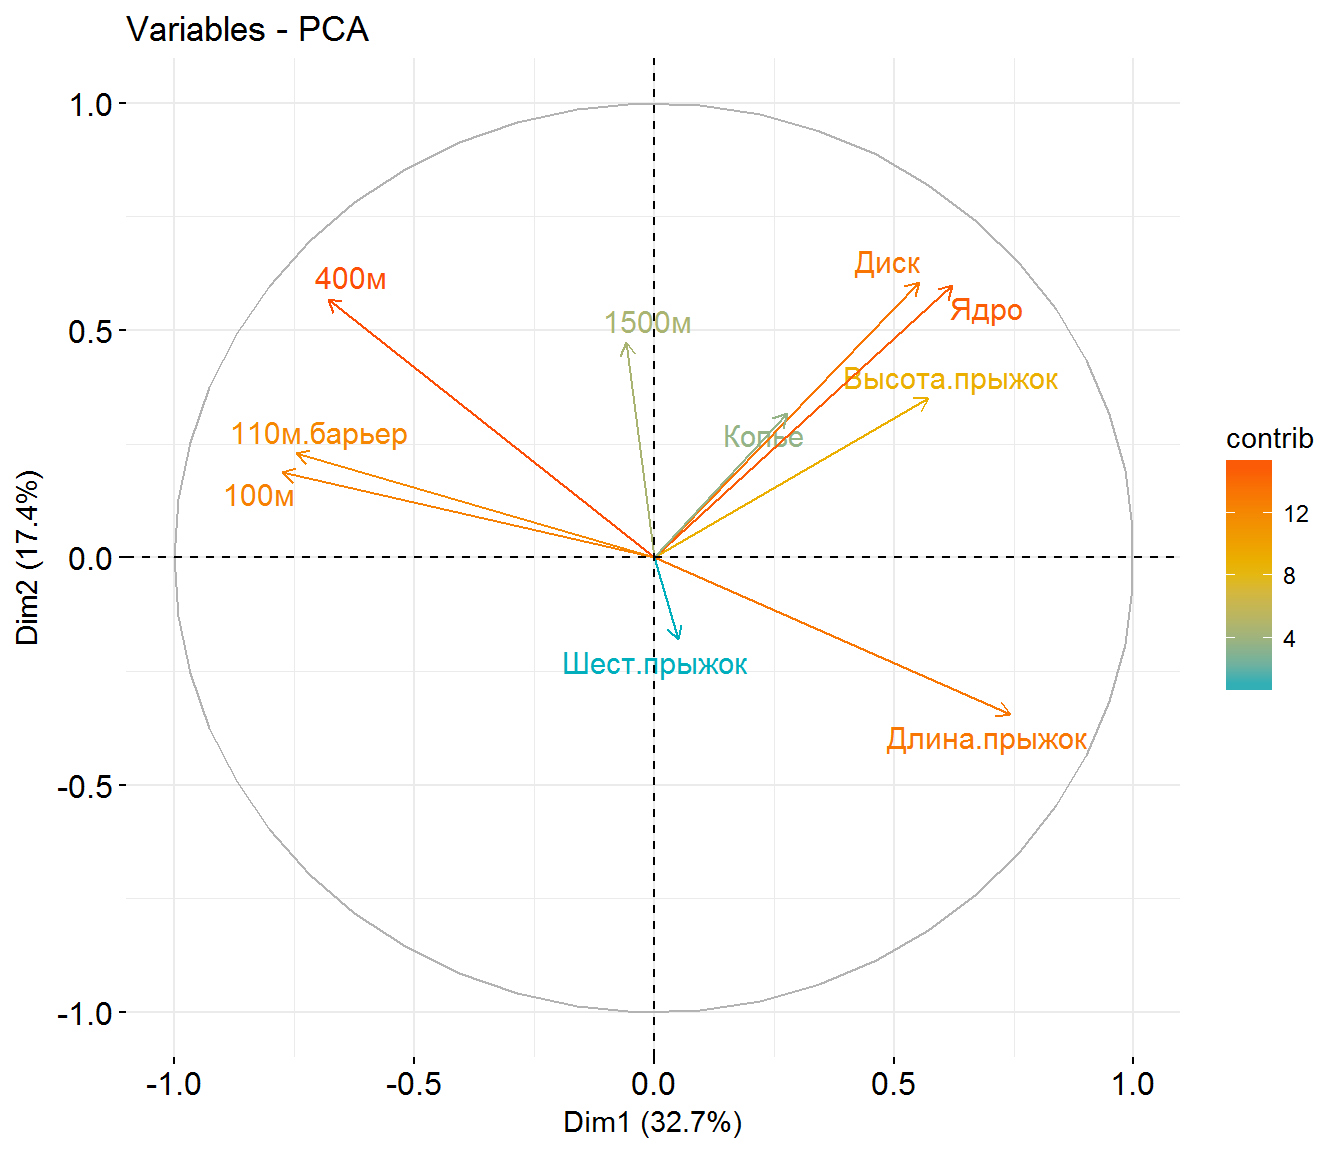 Variables - PCA
1.0
0.5
0.0
-0.5
-1.0
Dim2 (17.4%)
400м
1500м
Диск
Ядро
Высота.прыжок
Копье
110м.барьер
100м
Шест.прыжок
Длина.прыжок
contrib
12
8
4
-1.0
-0.5
0.0
0.5
1.0
Dim1 (32.7%)